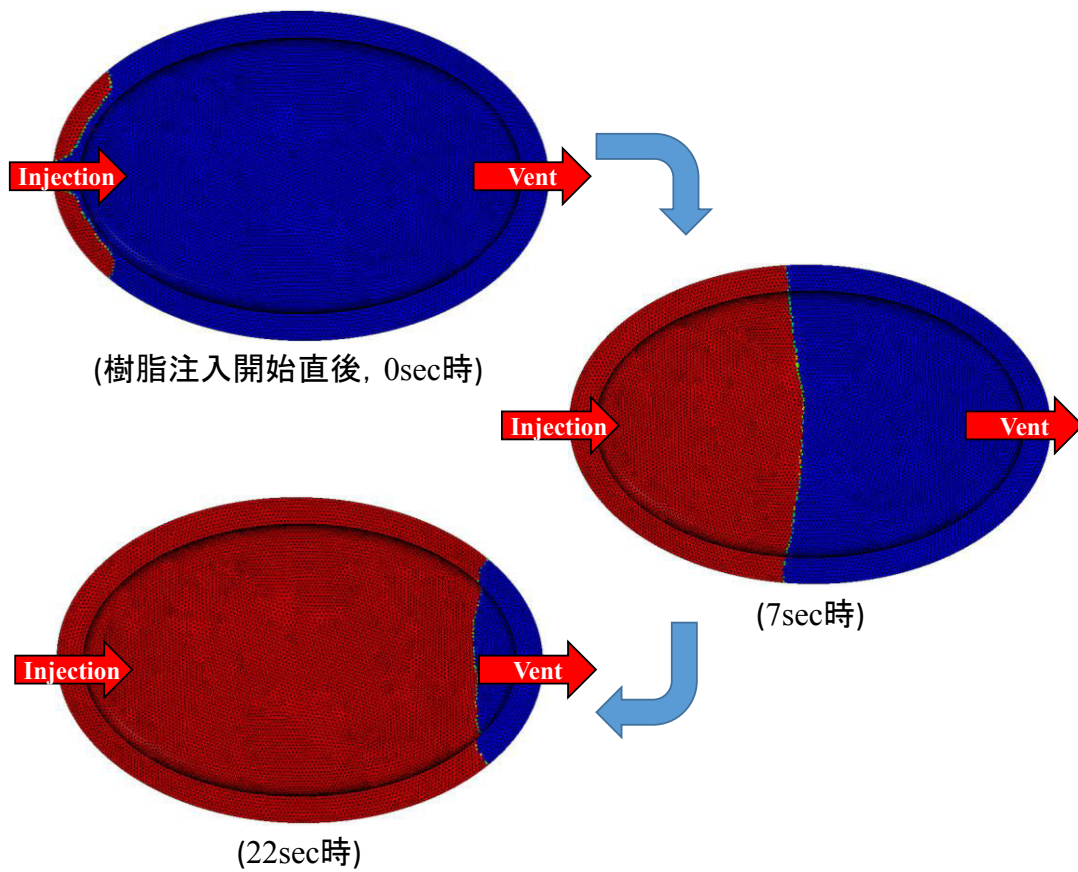 Injection
Vent
(樹脂注入開始直後, 0sec時)
Injection
Vent
(7sec時)
Injection
Vent
(22sec時)